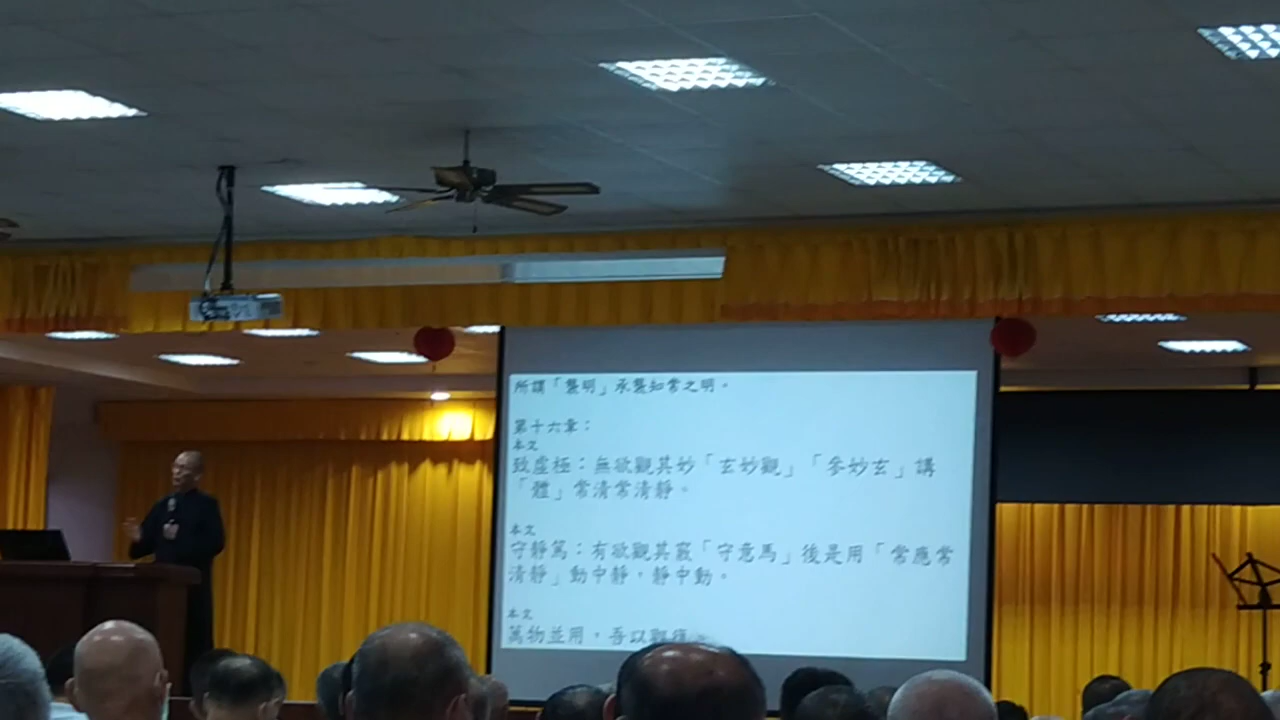 所謂「襲明」承襲知常之明。
第十六章：
本文
致虛極：無欲觀其妙「玄妙觀」「參妙玄」講
「體」常清常清靜。
本文
守靜篤：有欲觀其竅「守意馬」後是用「常應常
清靜」動中靜，靜中動。
本文
萬物並用，吾以觀復。